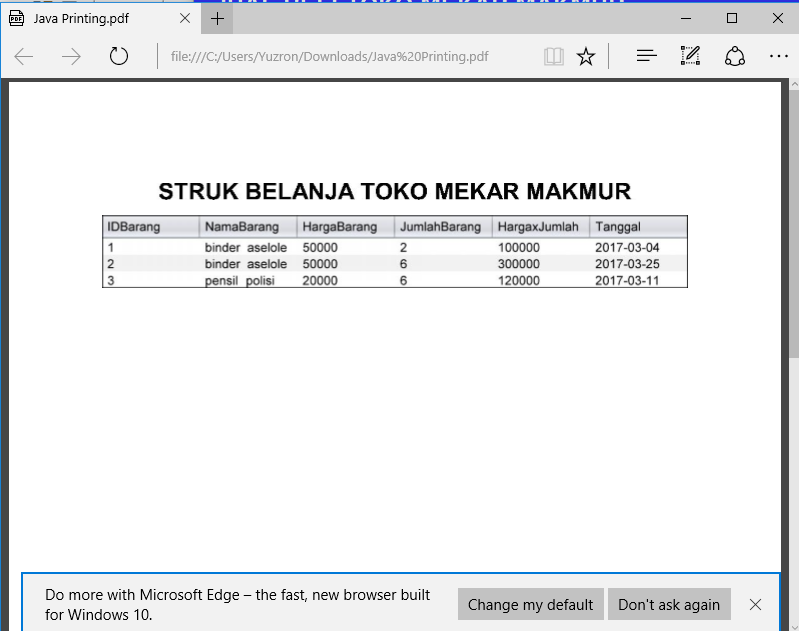 Java Printing.pdf
file:///C:/Users/Yuzron/Downloads/Java%20Printing.pdf
STRUK BELANJA TOKO MEKAR MAKMUR
IDBarang NamaBarang HargaBarang JumlahBarang HargaxJumlah Tanggal
1 binder aselole 50000 2 100000 2017-03-04
2 binder aselole 50000 6 300000 2017-03-25
3 pensil polisi 20000 6 120000 2017-03-11
Do more with Microsoft Edge – the fast, new browser built
for Windows 10.
Change my default Don't ask again